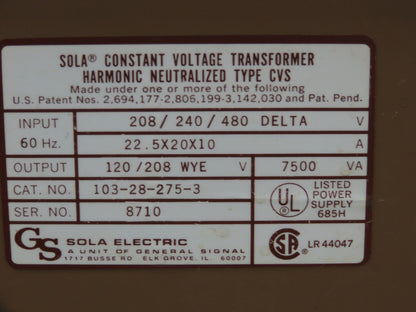 SOLA® CONSTANT VOLTAGE TRANSFORMER
HARMONIC NEUTRALIZED TYPE CVS
Made under one or more of the following
U.S. Patent Nos. 2,694,177-2,806,199-3,142,030 and Pat. Pend.
INPUT 208/240/480 DELTA V
60 Hz. 22.5X20X10 A
OUTPUT 120/208 WYE V 7500 VA
CAT. NO. 103-28-275-3
SER. NO. 8710
UL
LISTED
POWER
SUPPLY
685H
GS SOLA ELECTRIC
A UNIT OF GENERAL SIGNAL
1717 BUSSE RD. ELK GROVE, IL. 60007
SA LR 44047